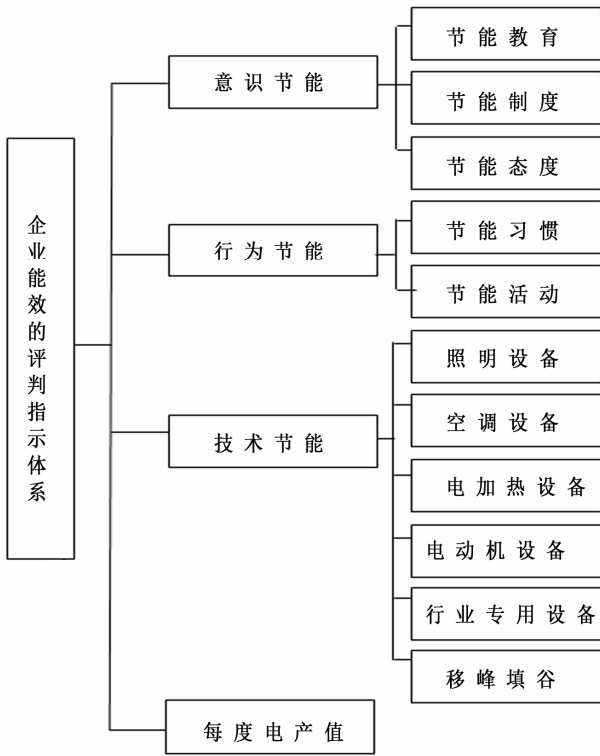 企业能效的评判指示体系
意识节能
节能教育
节能制度
节能态度
行为节能
节能习惯
节能活动
技术节能
照明设备
空调设备
电加热设备
电动机设备
行业专用设备
移峰填谷
每度电产值